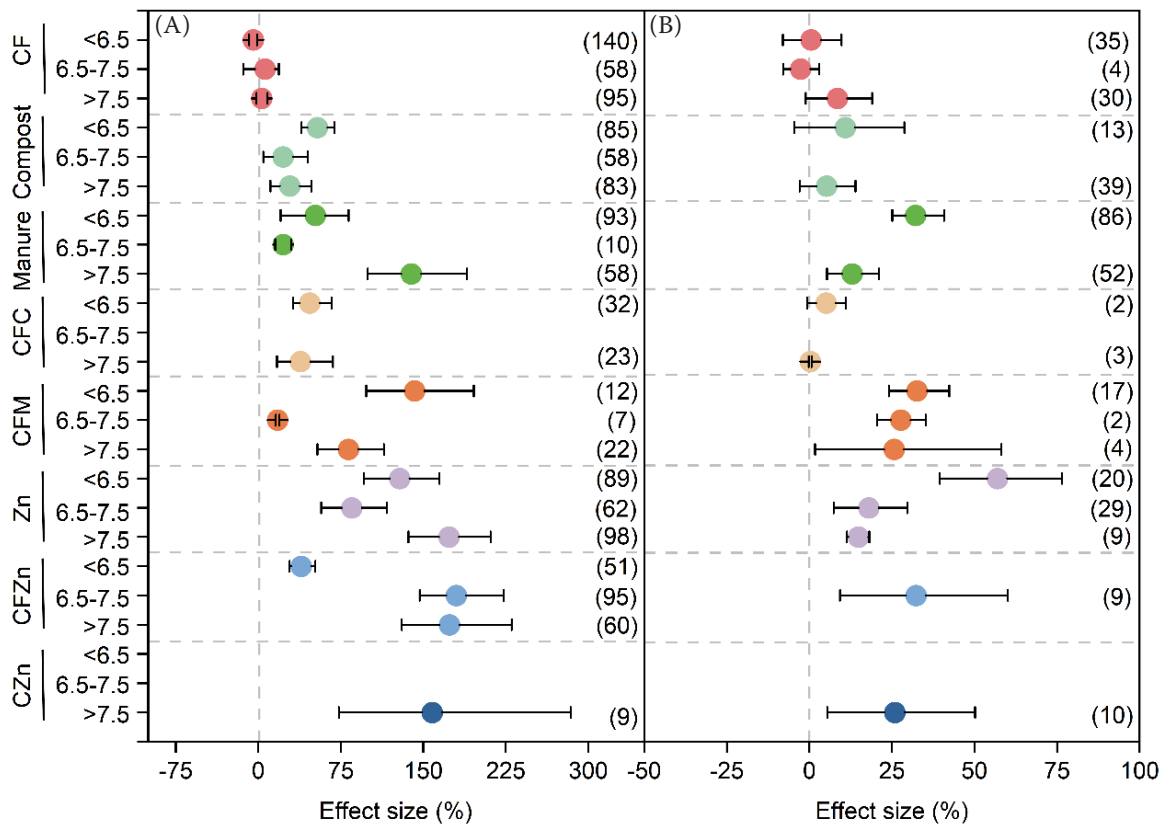 (A) (B)
CF
<6.5 (140) (35)
6.5-7.5 (58) (4)
>7.5 (95) (30)
Compost
<6.5 (85) (13)
6.5-7.5 (58)
>7.5 (83) (39)
Manure
<6.5 (93) (86)
6.5-7.5 (10)
>7.5 (58) (52)
CFC
<6.5 (32) (2)
6.5-7.5
>7.5 (23) (3)
CFM
<6.5 (12) (17)
6.5-7.5 (7) (2)
>7.5 (22) (4)
Zn
<6.5 (89) (20)
6.5-7.5 (62) (29)
>7.5 (98) (9)
CFZn
<6.5 (51)
6.5-7.5 (95) (9)
>7.5 (60)
CZn
<6.5
6.5-7.5
>7.5 (9) (10)
-75 0 75 150 225 300 -50 -25 0 25 50 75 100
Effect size (%) Effect size (%)